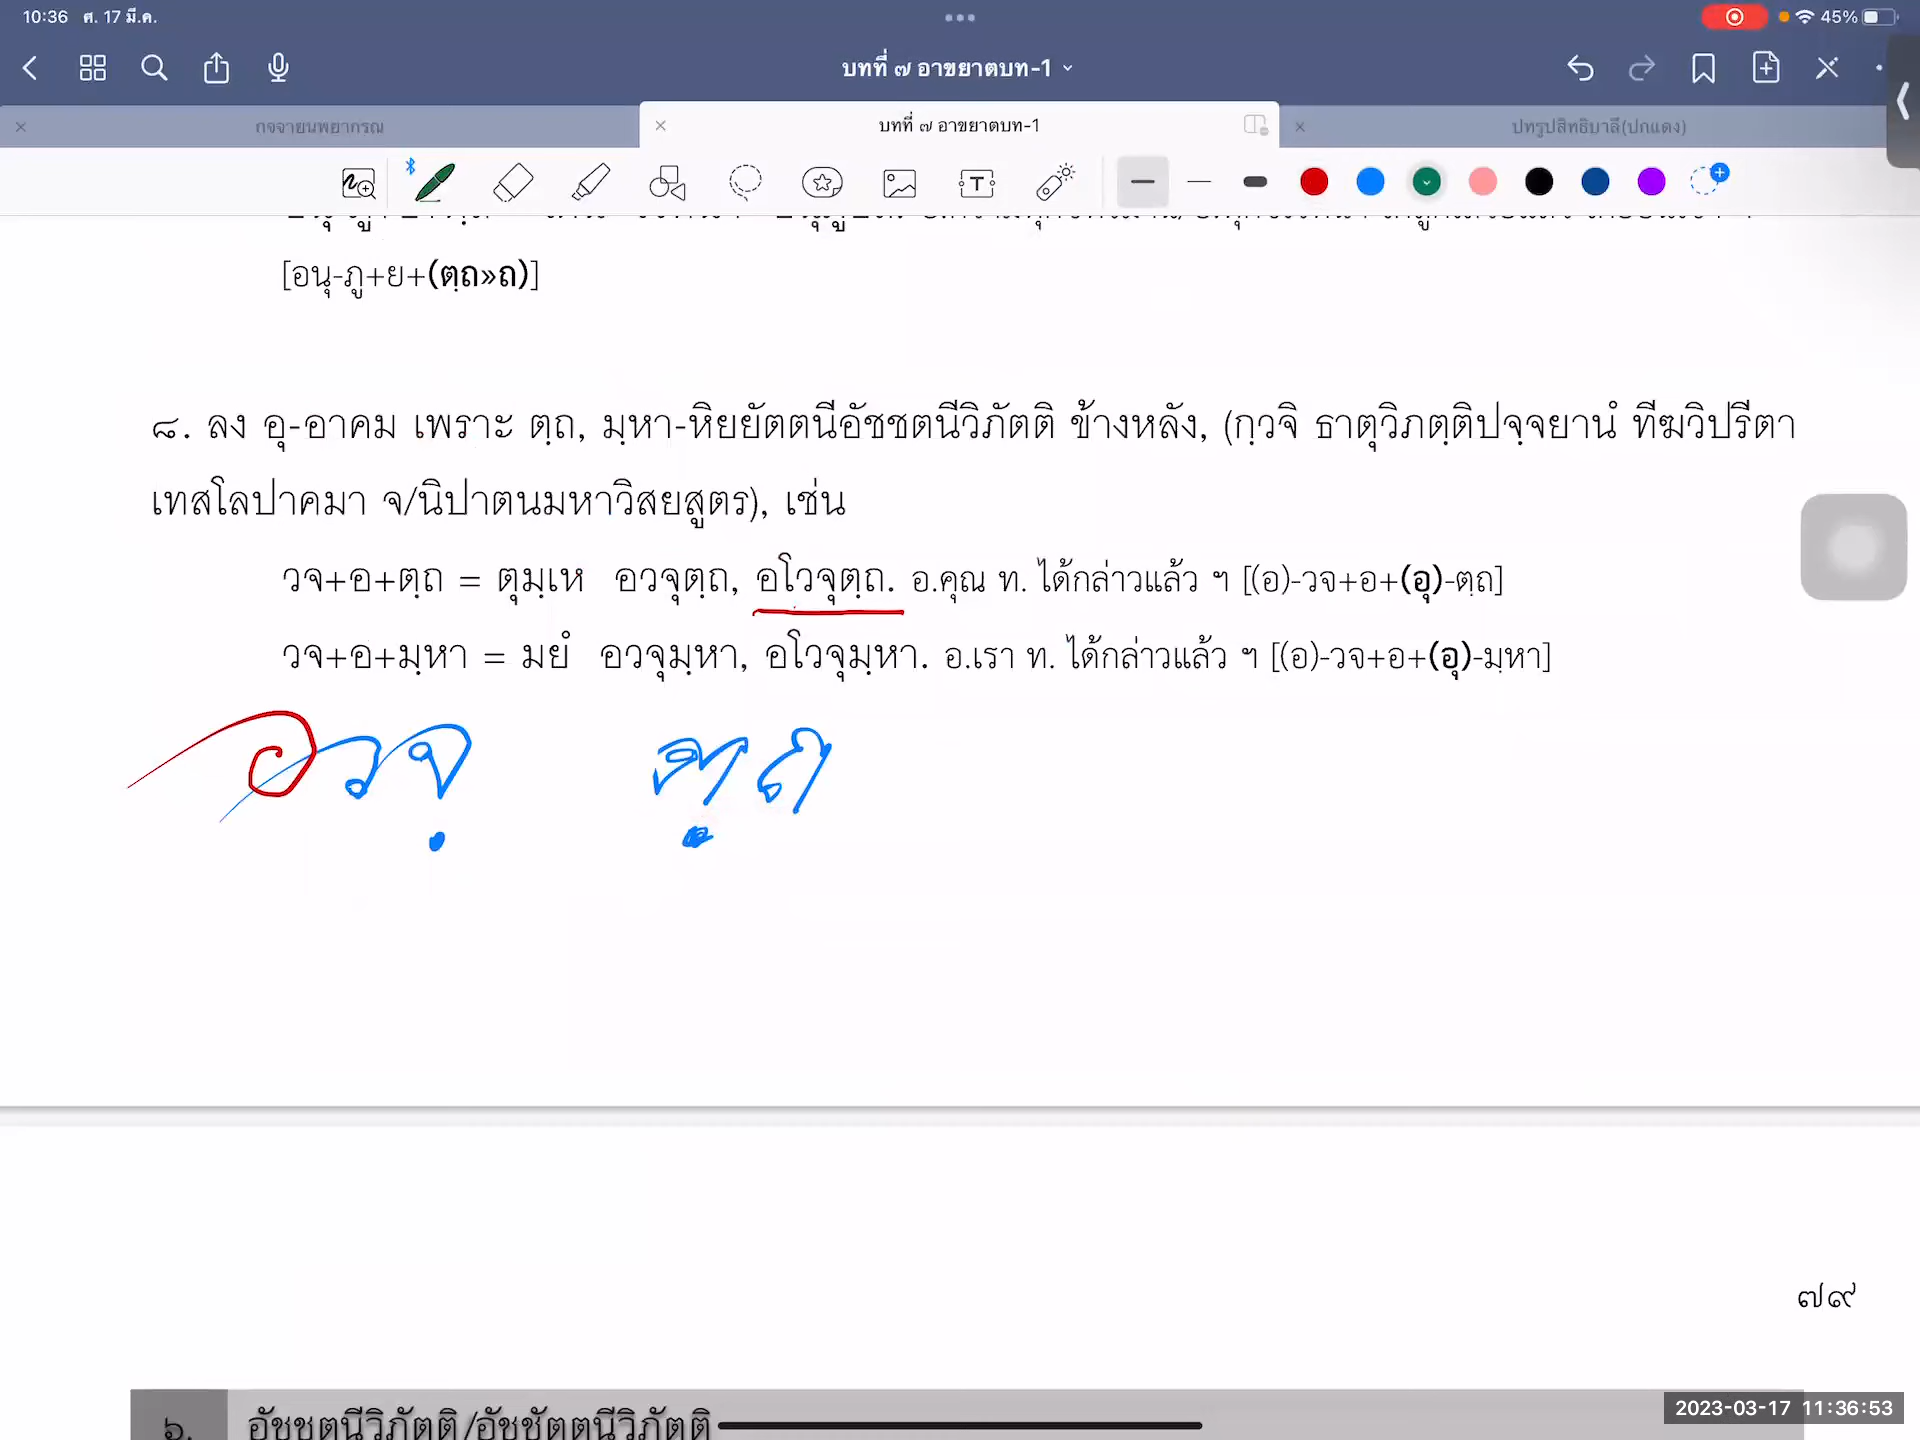 10:36 ศ. 17 มี.ค.
45%
บทที่ ๗ อาขยาตบท-1
กจจายนพยากรณ
บทที่ ๗ อาขยาตบท-1
ปทรูปสิทธิบาลี(ปกแดง)
[อนุ-ภู+ย+(ตฺถ»ถ)]
๘. ลง อุ-อาคม เพราะ ตฺถ, มฺหา-หิยยัตตนีอัชชตนีวิภัตติ ข้างหลัง, (กฺวจิ ธาตุวิภตฺติปจฺจยานํ ทีฆวิปรีตา
เทสโลปาคมา จ/นิปาตนมหาวิสยสูตร), เช่น
วจ+อ+ตฺถ = ตุมฺเห อวจุตฺถ, อโวจุตฺถ. อ.คุณ ท. ได้กล่าวแล้ว ฯ [(อ)-วจ+อ+(อุ)-ตฺถ]
วจ+อ+มฺหา = มยํ อวจุมฺหา, อโวจุมฺหา. อ.เรา ท. ได้กล่าวแล้ว ฯ [(อ)-วจ+อ+(อุ)-มฺหา]
อวจฺ ตฺถ
๗๙
๖. อัชชตนีวิภัตติ/อัชชัตตนีวิภัตติ
2023-03-17 11:36:53